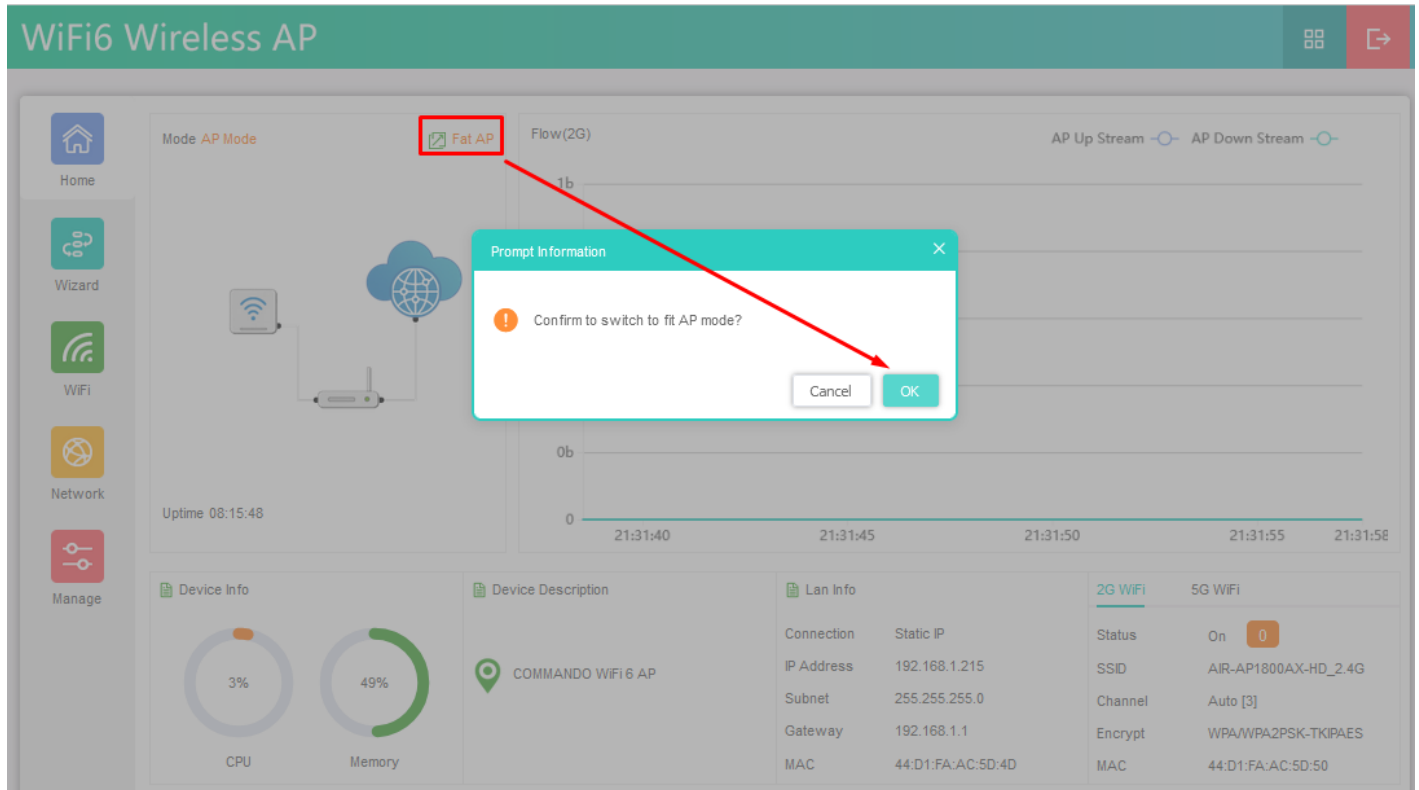 WiFi6 Wireless AP
Home
Wizard
WiFi
Network
Manage
Mode AP Mode
Fat AP
Uptime 08:15:48
Flow(2G)
AP Up Stream
AP Down Stream
1b
0b
0
21:31:40
21:31:45
21:31:50
21:31:55
21:31:58
Prompt Information
!
Confirm to switch to fit AP mode?
Cancel
OK
Device Info
3%
CPU
49%
Memory
Device Description
COMMANDO WiFi 6 AP
Lan Info
Connection Static IP
IP Address 192.168.1.215
Subnet 255.255.255.0
Gateway 192.168.1.1
MAC 44:D1:FA:AC:5D:4D
2G WiFi
5G WiFi
Status On 0
SSID AIR-AP1800AX-HD_2.4G
Channel Auto [3]
Encrypt WPA/WPA2PSK-TKIPAES
MAC 44:D1:FA:AC:5D:50